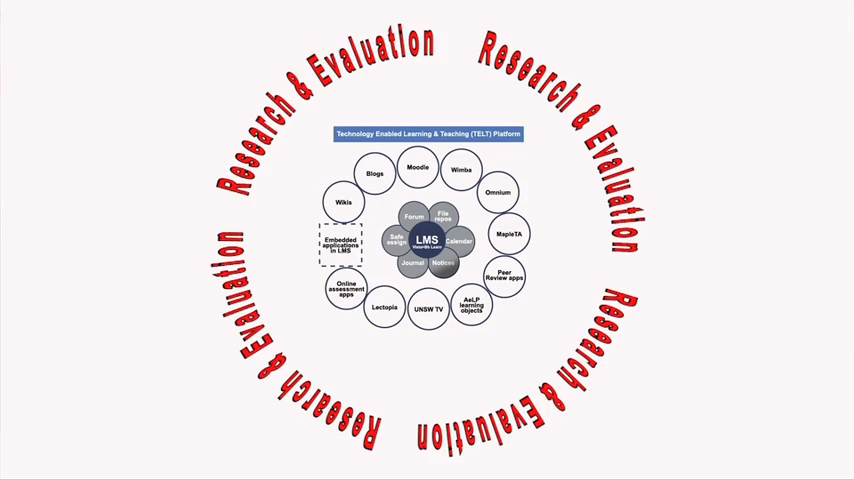 Research & Evaluation
Research & Evaluation
Research & Evaluation
Research & Evaluation
Technology Enabled Learning & Teaching (TELT) Platform
Moodle
Wimba
Omnium
MapleTA
Peer
Review apps
AeLP
learning
objects
UNSW TV
Lectopia
Online
assessment
apps
Embedded
applications
in LMS
Wikis
Blogs
Forum
File
repos
Calendar
Notices
Journal
Safe
assign
LMS